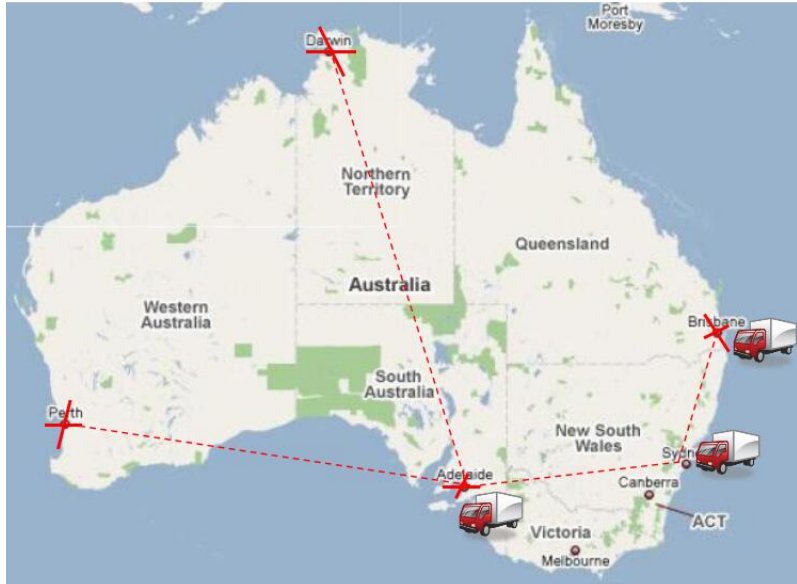 Port
Moresby
Darwin
Northern
Territory
Queensland
Australia
Western
Australia
Brisbane
South
Australia
Perth
New South
Wales
Sydn
Adelaide
Canberra
ACT
Victoria
Melbourne